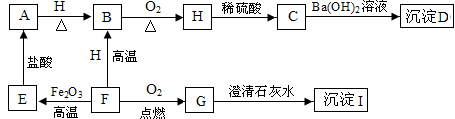 A H △ B O₂ △ H 稀硫酸 C Ba(OH)₂溶液 沉淀D
盐酸 H 高温
E Fe₂O₃ 高温 F O₂ 点燃 G 澄清石灰水 沉淀I